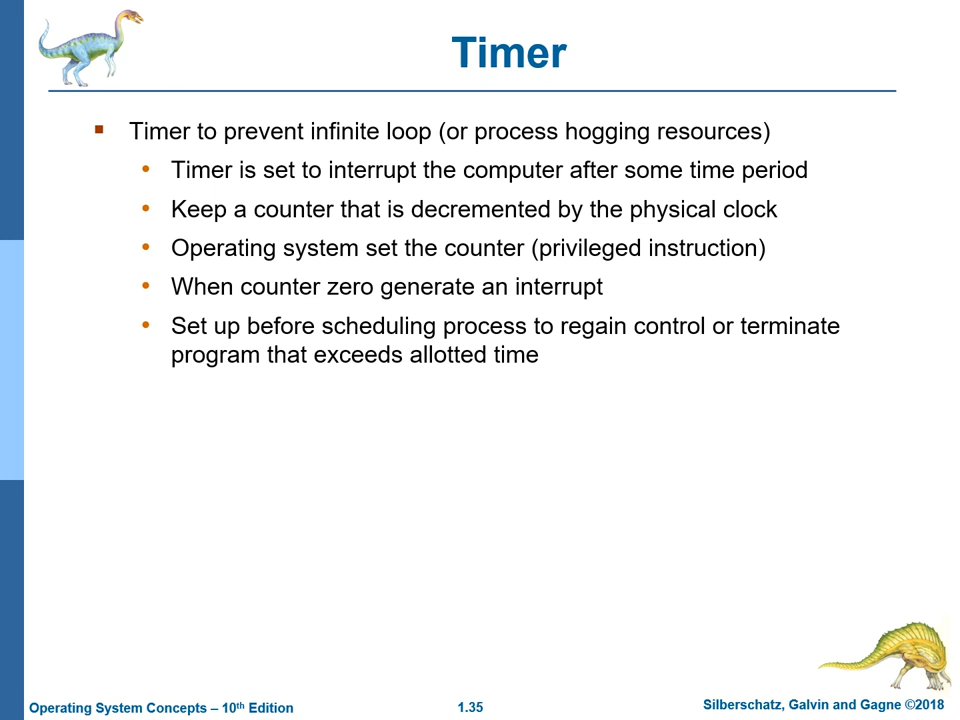 Timer
▪ Timer to prevent infinite loop (or process hogging resources)
• Timer is set to interrupt the computer after some time period
• Keep a counter that is decremented by the physical clock
• Operating system set the counter (privileged instruction)
• When counter zero generate an interrupt
• Set up before scheduling process to regain control or terminate
program that exceeds allotted time
Operating System Concepts – 10th Edition
1.35
Silberschatz, Galvin and Gagne ©2018